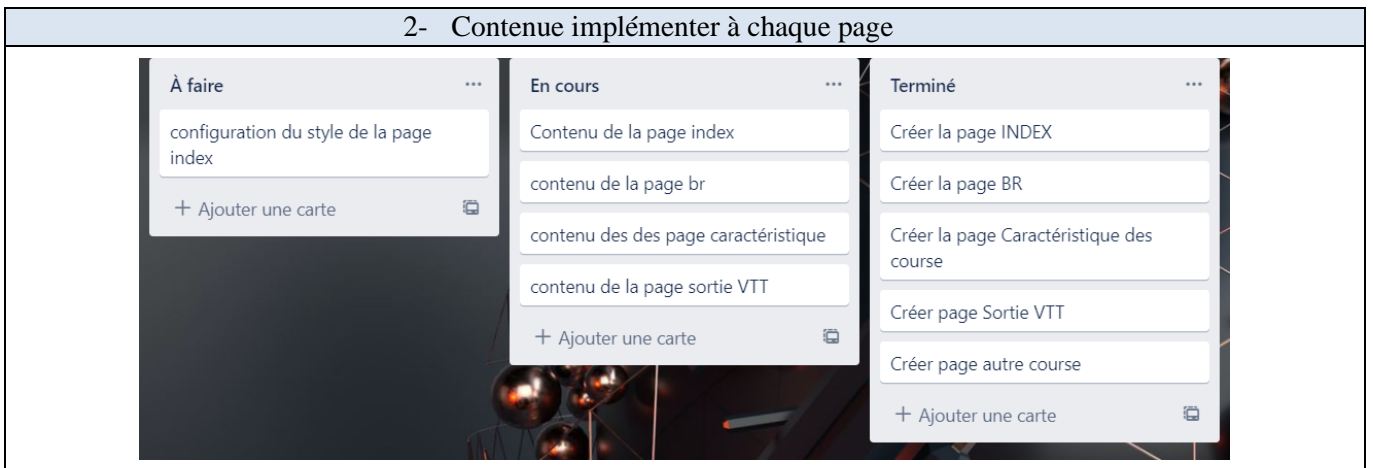 2- Contenue implémenter à chaque page
À faire
configuration du style de la page
index
+ Ajouter une carte
En cours
Contenu de la page index
contenu de la page br
contenu des des page caractéristique
contenu de la page sortie VTT
+ Ajouter une carte
Terminé
Créer la page INDEX
Créer la page BR
Créer la page Caractéristique des
course
Créer page Sortie VTT
Créer page autre course
+ Ajouter une carte